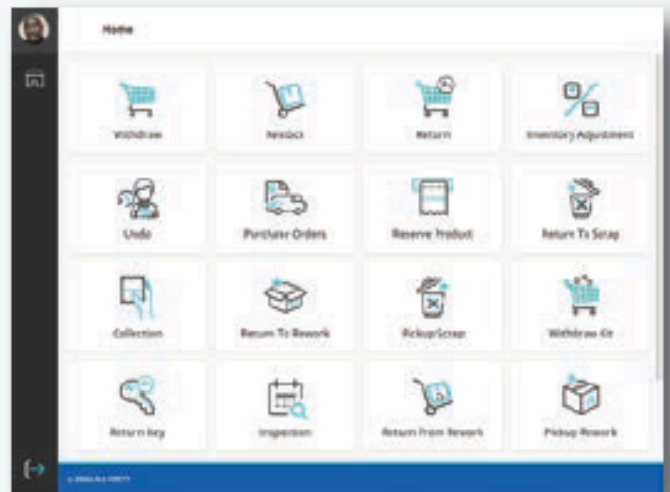 Home
Withdraw
Restock
Return
Inventory Adjustment
Undo
Purchase Orders
Reserve Product
Return To Scrap
Collection
Return To Rework
Pickup Scrap
Withdraw Kit
Return Key
Inspection
Return From Rework
Pickup Rework